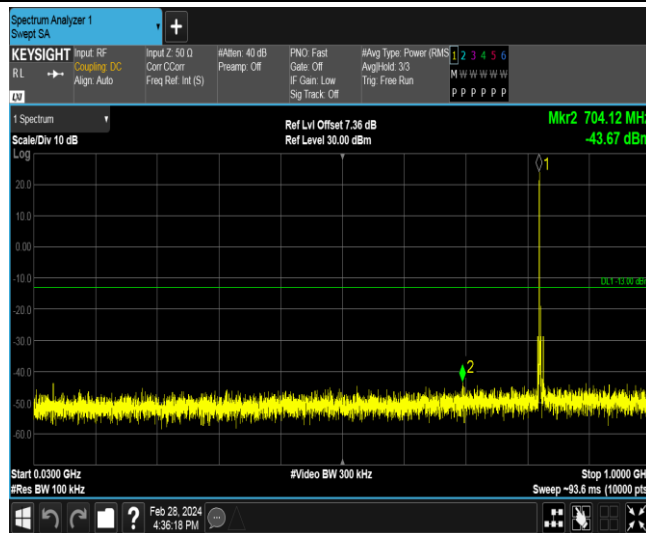 Spectrum Analyzer 1
Swept SA
+
KEYSIGHT
RL
LXI
Input: RF
Coupling: DC
Align: Auto
Input Z: 50 Ω
Corr CCorr
Freq Ref: Int (S)
#Atten: 40 dB
Preamp: Off
PNO: Fast
Gate: Off
IF Gain: Low
Sig Track: Off
#Avg Type: Power (RMS
Avg|Hold: 3/3
Trig: Free Run
1 2 3 4 5 6
M W W W W W
P P P P P P
1 Spectrum
Scale/Div 10 dB
Log
Ref Lvl Offset 7.36 dB
Ref Level 30.00 dBm
Mkr2 704.12 MHz
-43.67 dBm
1
20.0
10.0
0.00
-10.0
DL1 -13.00 dBm
-20.0
-30.0
-40.0
2
-50.0
-60.0
Start 0.0300 GHz
#Res BW 100 kHz
#Video BW 300 kHz
Stop 1.0000 GH
Sweep ~93.6 ms (10000 pts
?
Feb 28, 2024
4:36:18 PM